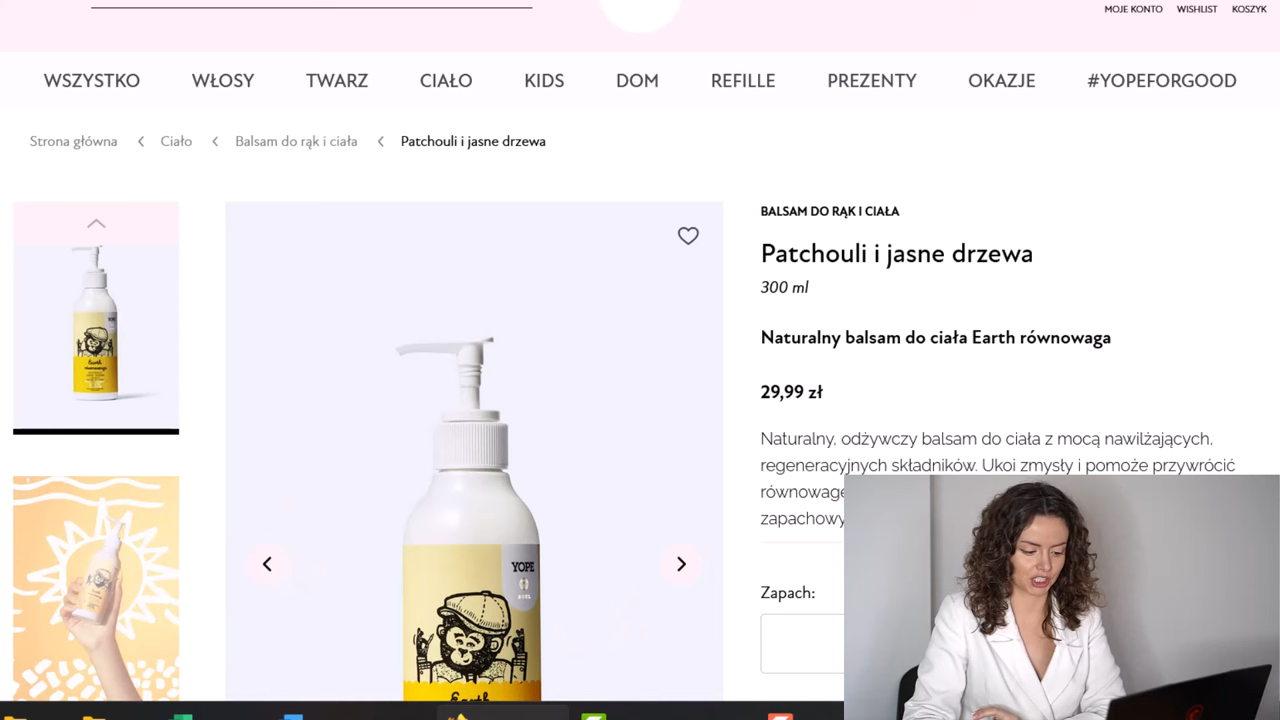 MOJE KONTO WISHLIST KOSZYK
WSZYSTKO WŁOSY TWARZ CIAŁO KIDS DOM REFILLE PREZENTY OKAZJE #YOPEFORGOOD
Strona główna Ciało Balsam do rąk i ciała Patchouli i jasne drzewa
BALSAM DO RĄK I CIAŁA
Patchouli i jasne drzewa
300 ml
Naturalny balsam do ciała Earth równowaga
29,99 zł
Naturalny, odżywczy balsam do ciała z mocą nawilżających,
regeneracyjnych składników. Ukoi zmysły i pomoże przywrócić
równowagę
zapachowy
Zapach:
YOPE
Earth